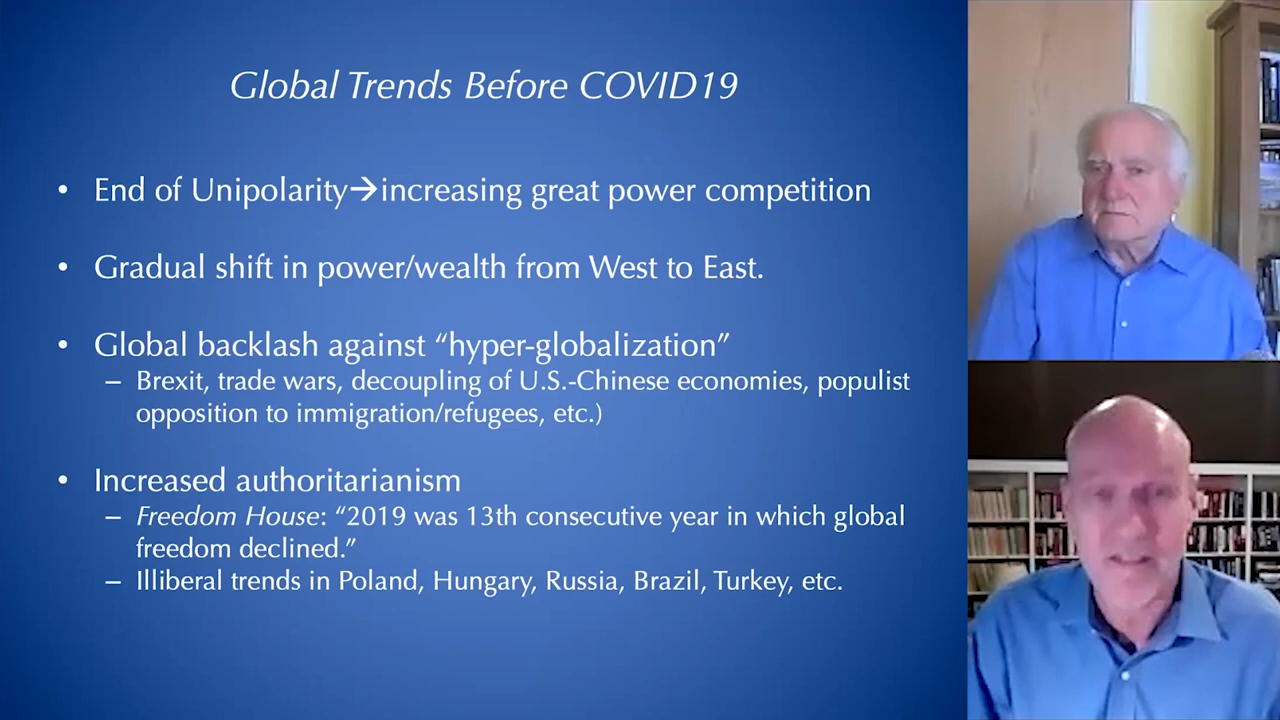 Global Trends Before COVID19
• End of Unipolarity→increasing great power competition
• Gradual shift in power/wealth from West to East.
• Global backlash against “hyper-globalization”
– Brexit, trade wars, decoupling of U.S.-Chinese economies, populist
opposition to immigration/refugees, etc.)
• Increased authoritarianism
– Freedom House: “2019 was 13th consecutive year in which global
freedom declined.”
– Illiberal trends in Poland, Hungary, Russia, Brazil, Turkey, etc.